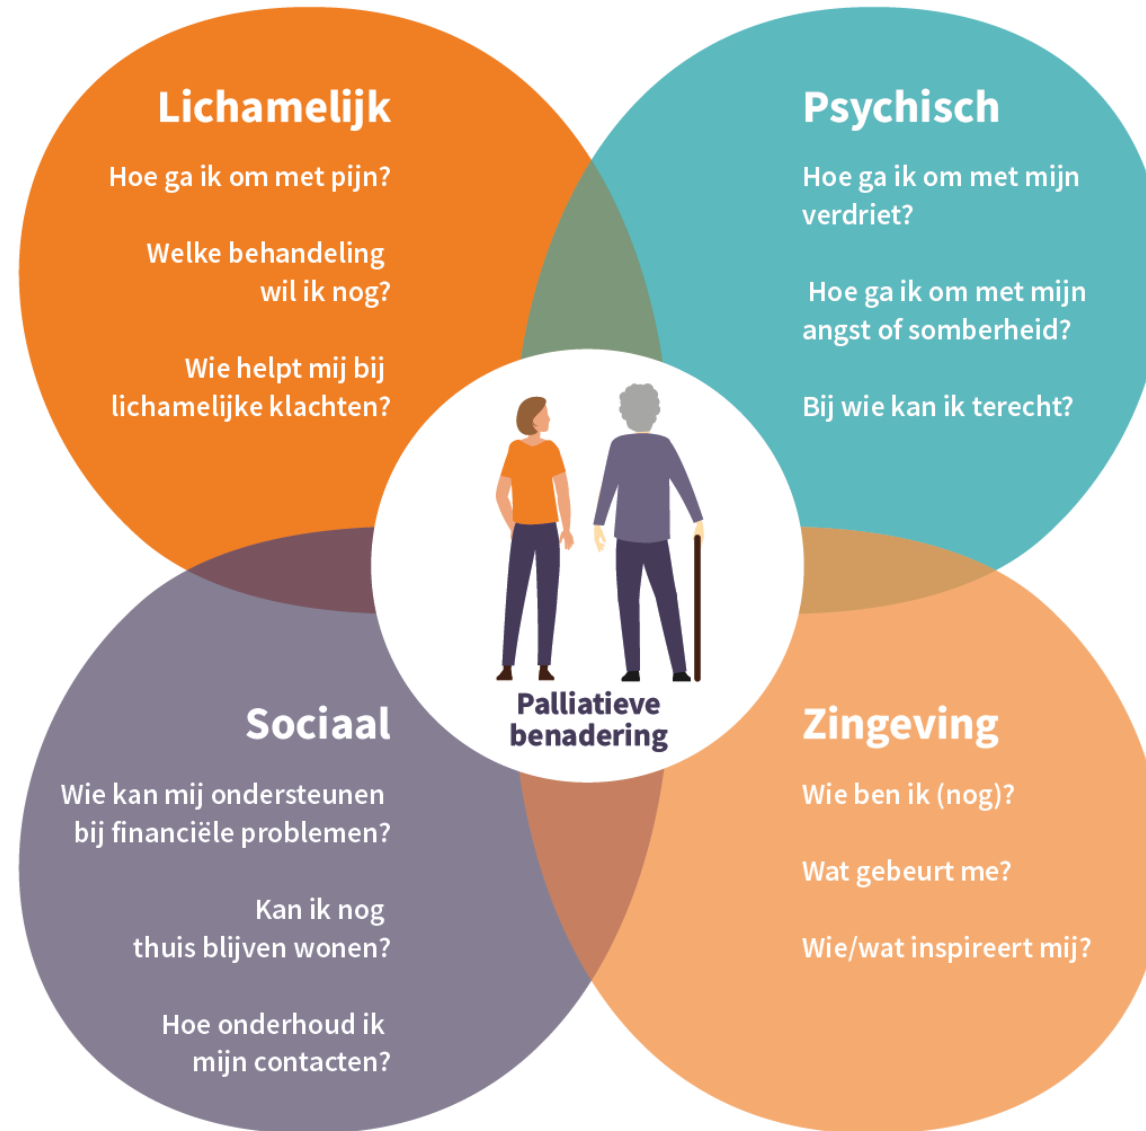 Lichamelijk
Hoe ga ik om met pijn?
Welke behandeling
wil ik nog?
Wie helpt mij bij
lichamelijke klachten?
Psychisch
Hoe ga ik om met mijn
verdriet?
Hoe ga ik om met mijn
angst of somberheid?
Bij wie kan ik terecht?
Palliatieve
benadering
Sociaal
Wie kan mij ondersteunen
bij financiële problemen?
Kan ik nog
thuis blijven wonen?
Hoe onderhoud ik
mijn contacten?
Zingeving
Wie ben ik (nog)?
Wat gebeurt me?
Wie/wat inspireert mij?